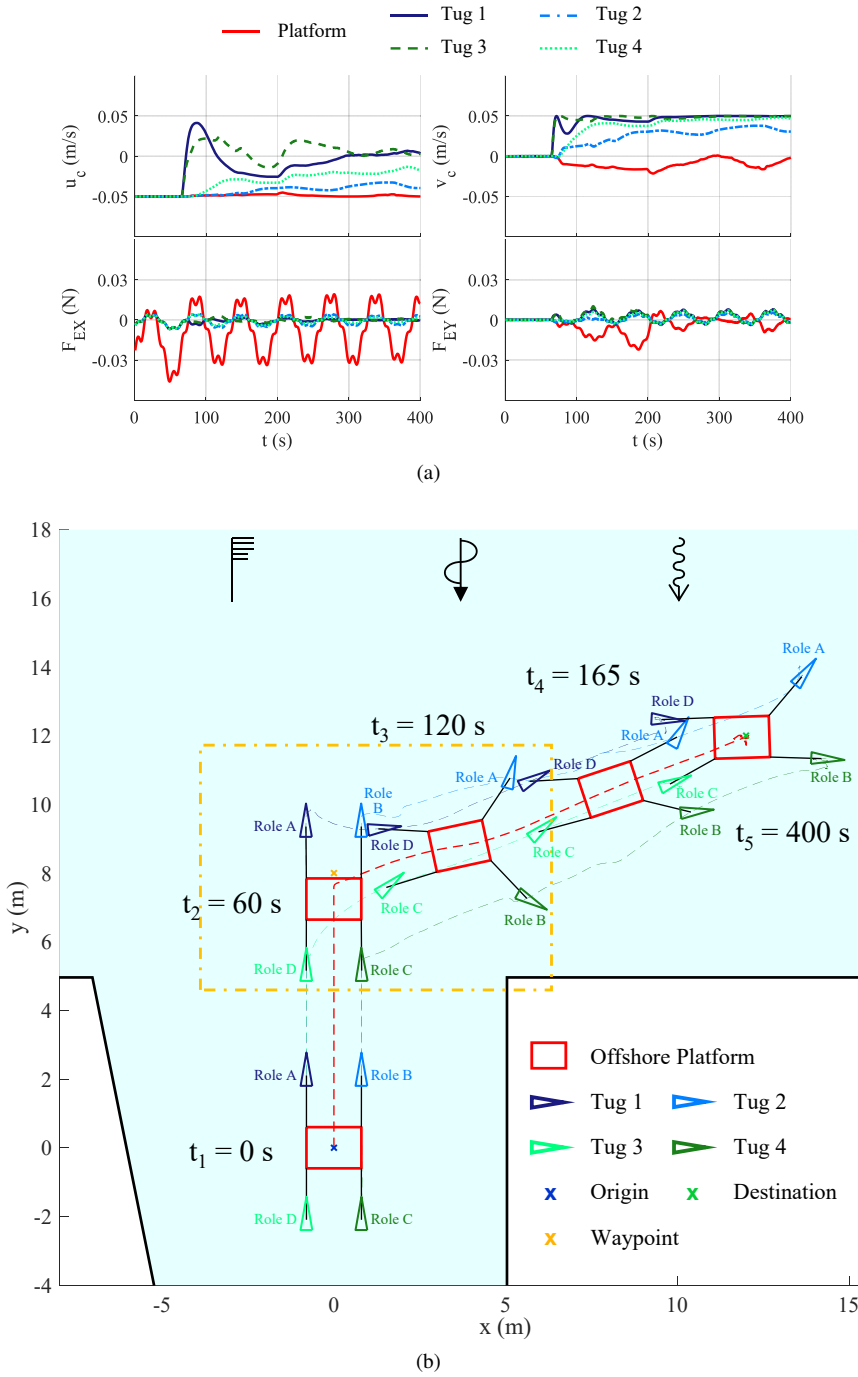 Platform
Tug 1
Tug 2
Tug 3
Tug 4
0.05
0
-0.05
u_c (m/s)
0.05
0
-0.05
v_c (m/s)
0.03
0
-0.03
F_EX (N)
0 100 200 300 400
t (s)
0.03
0
-0.03
F_EY (N)
0 100 200 300 400
t (s)
(a)
18
16
14
12
10
8
6
4
2
0
-2
-4
y (m)
Role A
t_4 = 165 s
Role D
t_3 = 120 s
Role A
Role D
Role A
Role B
Role C
Role B
t_5 = 400 s
Role
B
Role A
Role D
Role C
t_2 = 60 s
Role C
Role B
Role D
Role C
Role A
Role B
t_1 = 0 s
Role D
Role C
Offshore Platform
Tug 1
Tug 2
Tug 3
Tug 4
Origin
Destination
Waypoint
-5 0 5 10 15
x (m)
(b)